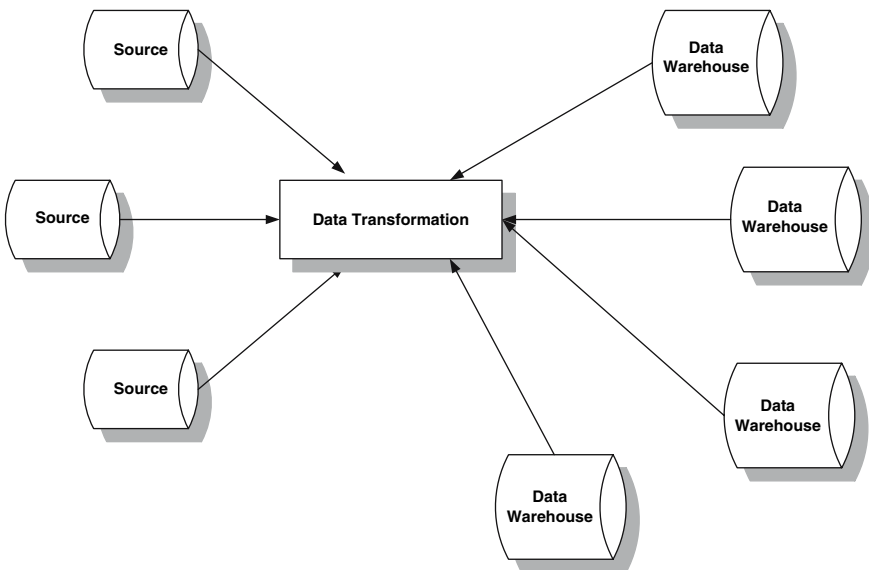 Source
Data
Warehouse
Source
Data Transformation
Data
Warehouse
Source
Data
Warehouse
Data
Warehouse